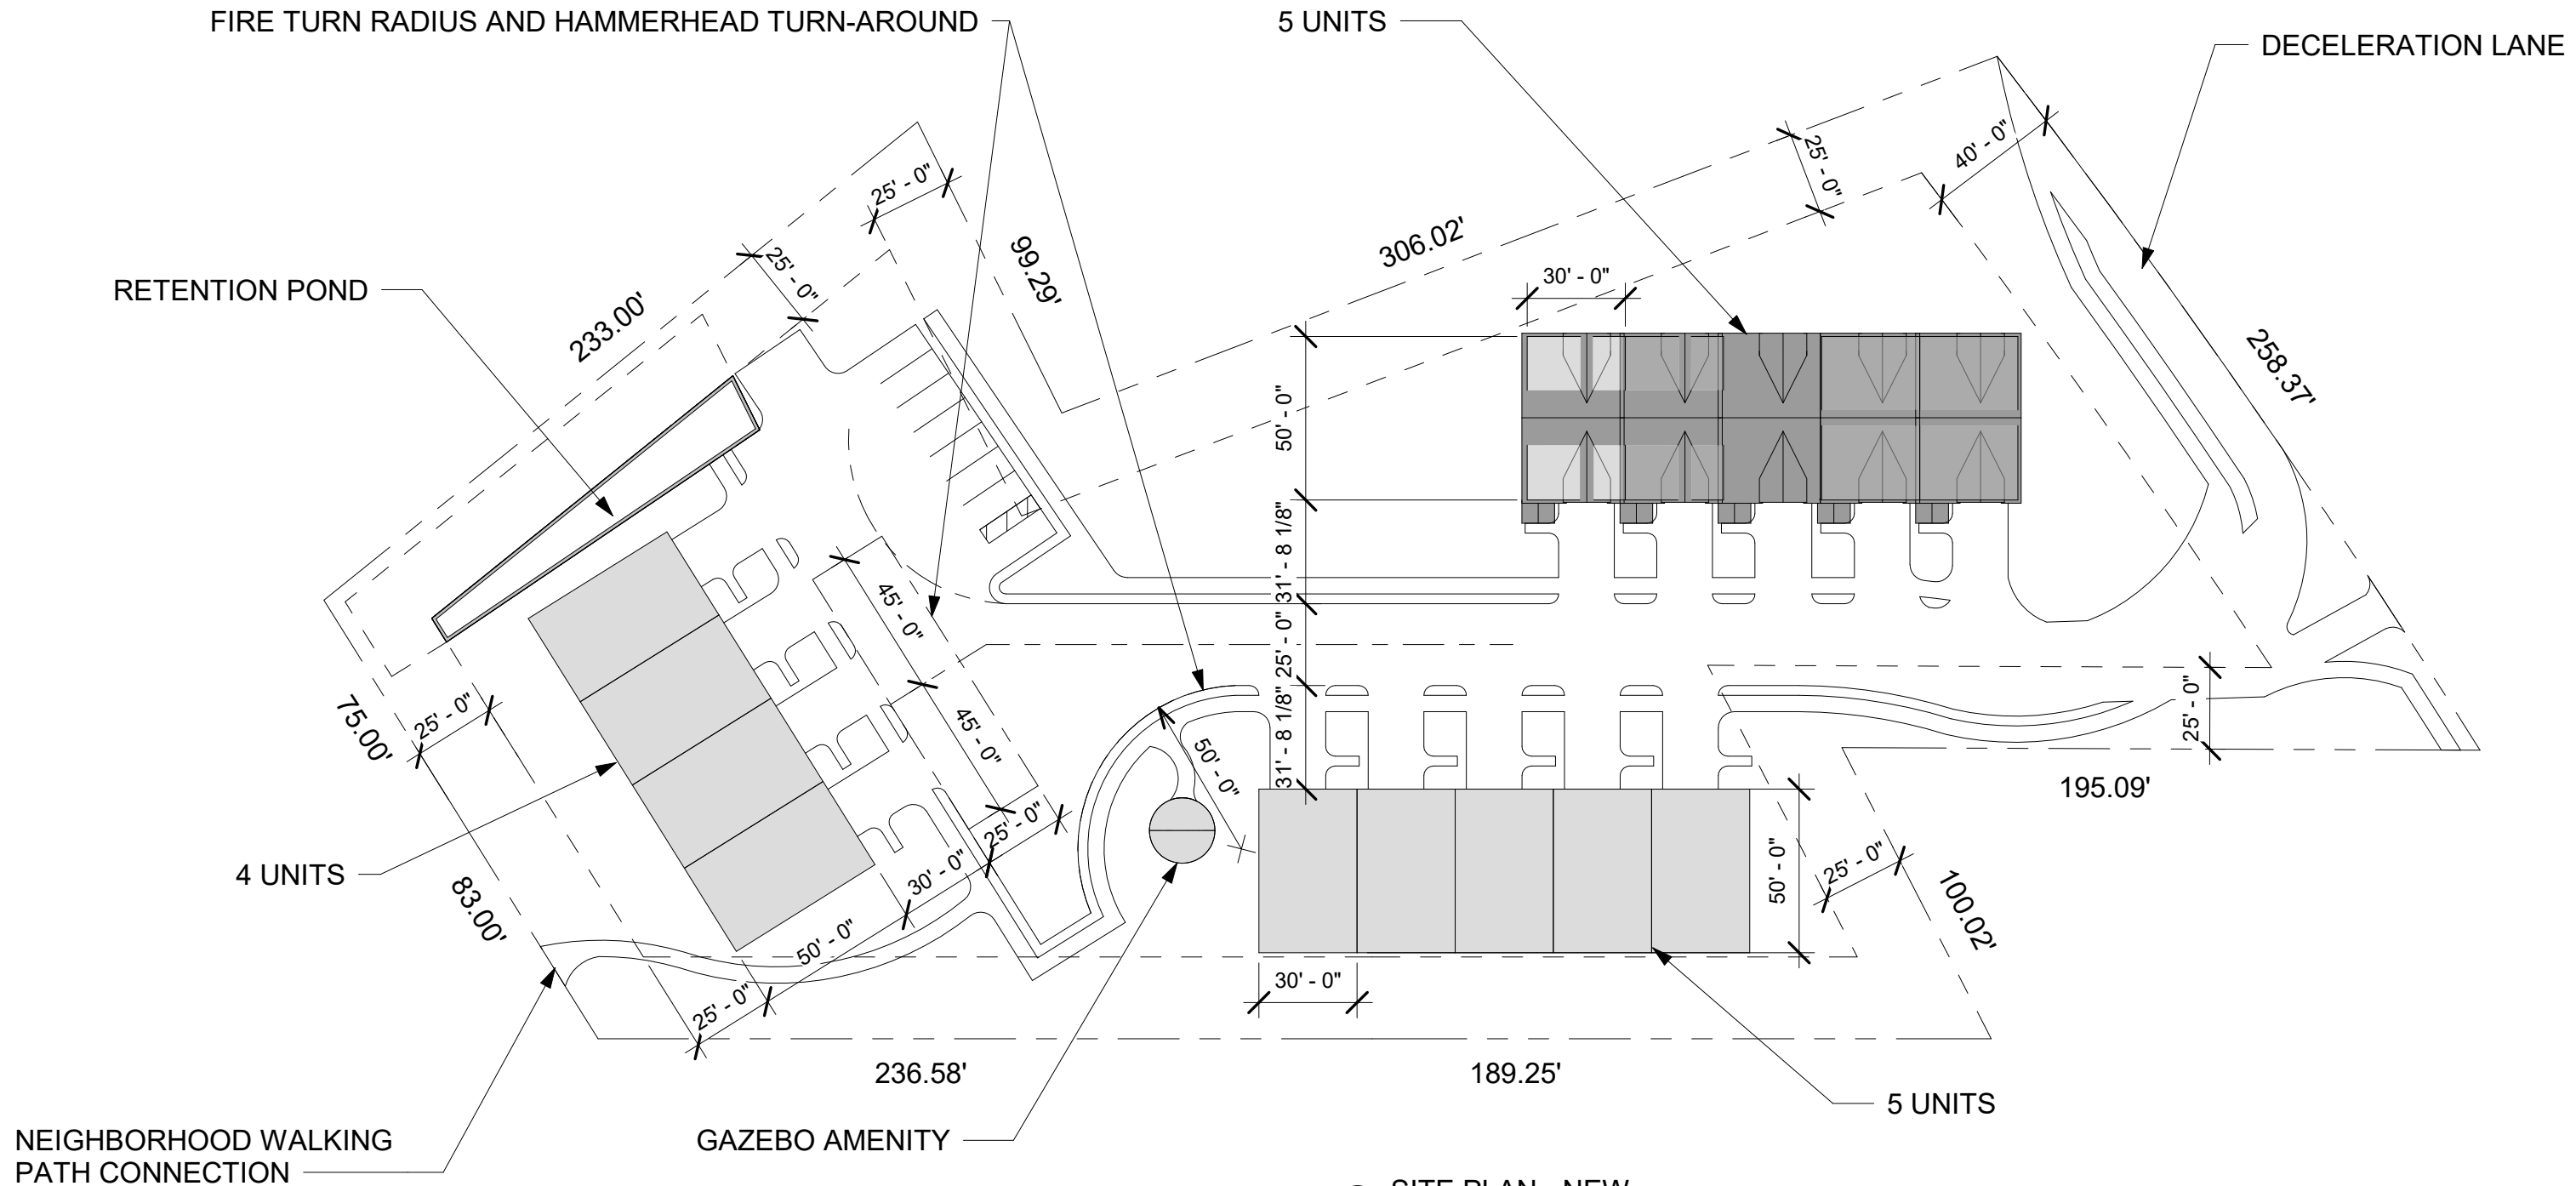 FIRE TURN RADIUS AND HAMMERHEAD TURN-AROUND
5 UNITS
DECELERATION LANE
25' - 0"
25' - 0"
40' - 0"
99.29'
306.02'
25' - 0"
30' - 0"
RETENTION POND
233.00'
258.37'
50' - 0"
31' - 8 1/8"
45' - 0"
25' - 0"
75.00'
25' - 0"
45' - 0"
50' - 0"
31' - 8 1/8"
25' - 0"
195.09'
4 UNITS
83.00'
25' - 0"
30' - 0"
50' - 0"
25' - 0"
50' - 0"
25' - 0"
100.02'
30' - 0"
236.58'
189.25'
5 UNITS
NEIGHBORHOOD WALKING
PATH CONNECTION
GAZEBO AMENITY
SITE PLAN - NEW